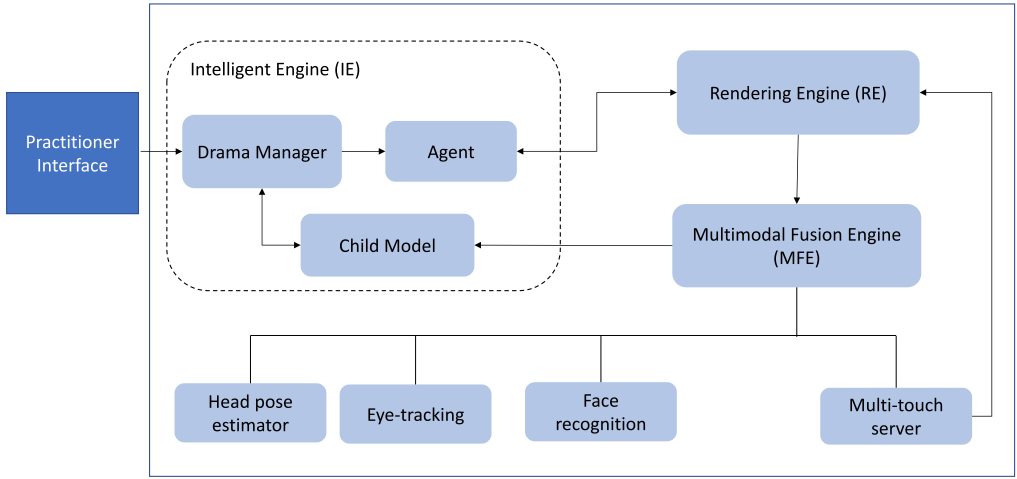 Intelligent Engine (IE)
Rendering Engine (RE)
Practitioner
Interface
Drama Manager
Agent
Child Model
Multimodal Fusion Engine
(MFE)
Head pose
estimator
Eye-tracking
Face
recognition
Multi-touch
server